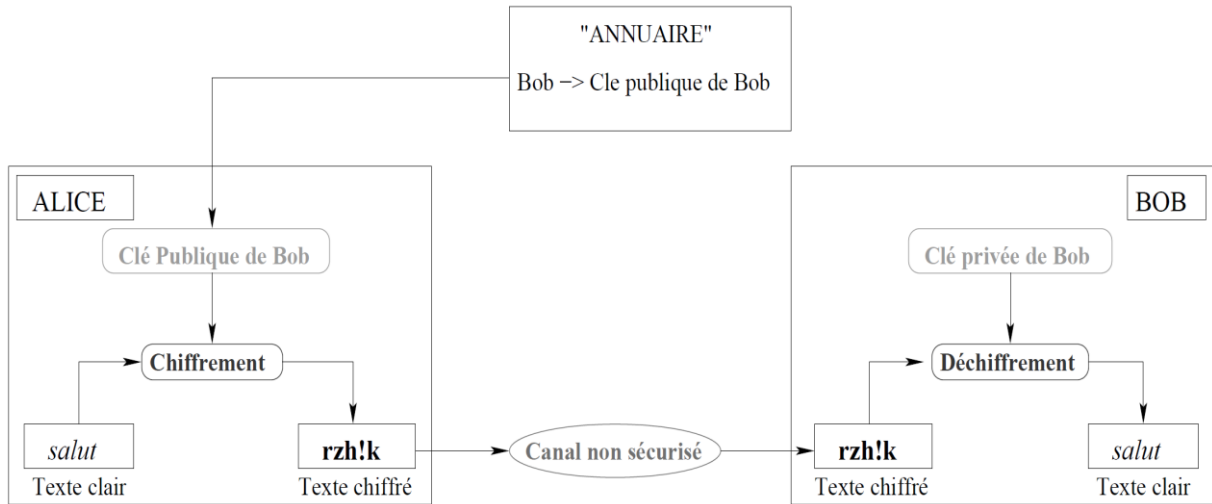 "ANNUAIRE"
Bob −> Cle publique de Bob
ALICE
Clé Publique de Bob
Chiffrement
salut
Texte clair
rzh!k
Texte chiffré
Canal non sécurisé
BOB
Clé privée de Bob
Déchiffrement
rzh!k
Texte chiffré
salut
Texte clair